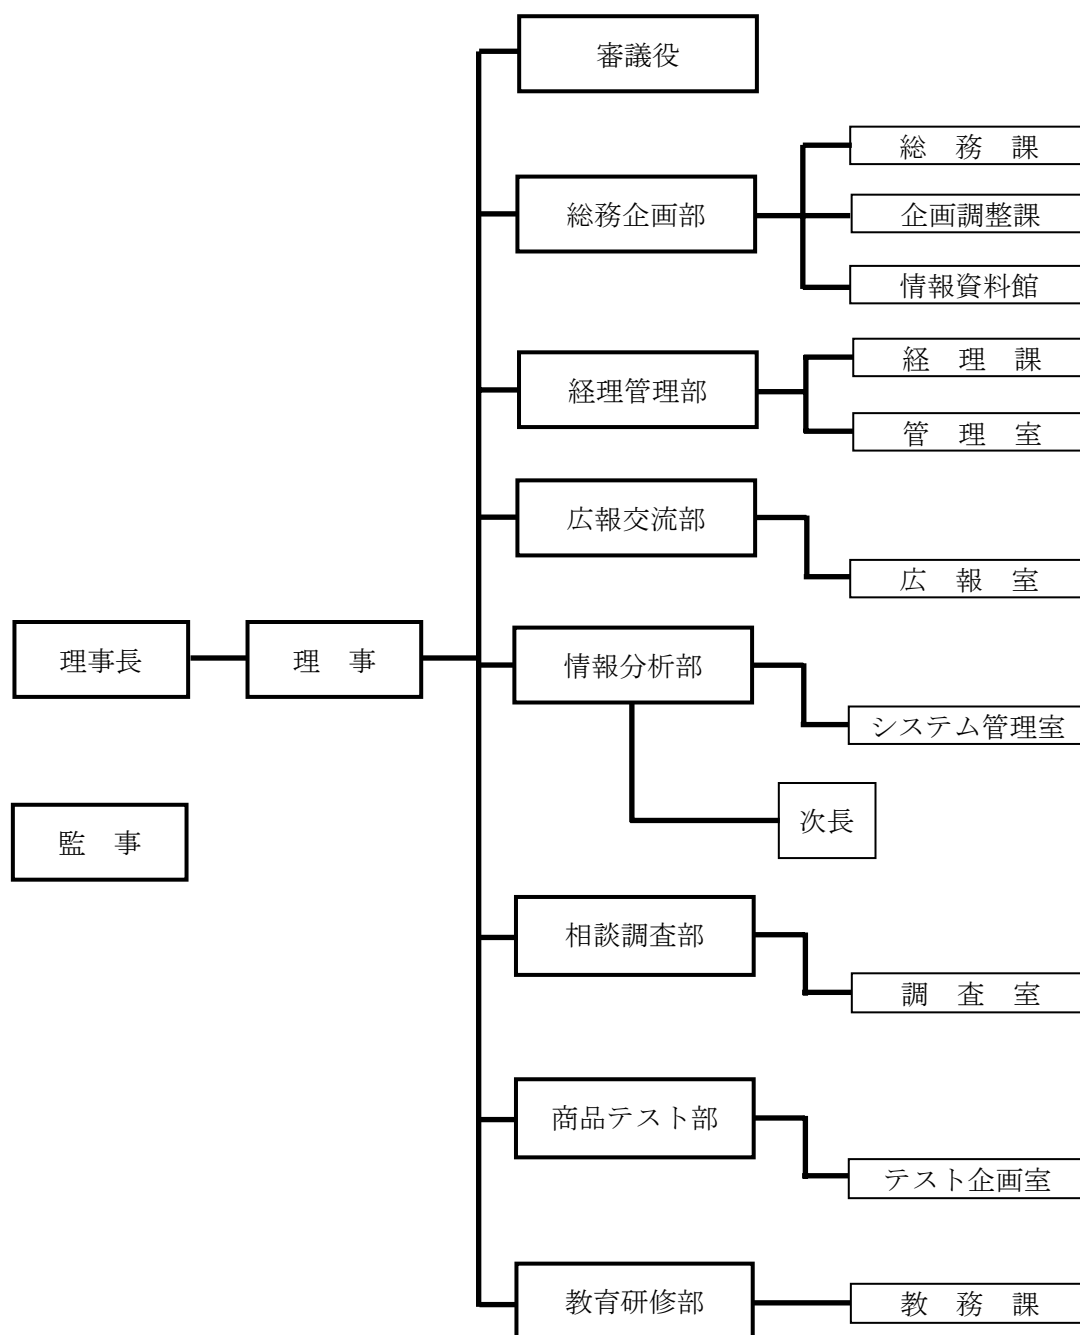 審議役
総　務　課
総務企画部
企画調整課
情報資料館
経　理　課
経理管理部
管　理　室
広報交流部
広　報　室
理事長
理　事
情報分析部
システム管理室
次長
監　事
相談調査部
調　査　室
商品テスト部
テスト企画室
教育研修部
教　務　課